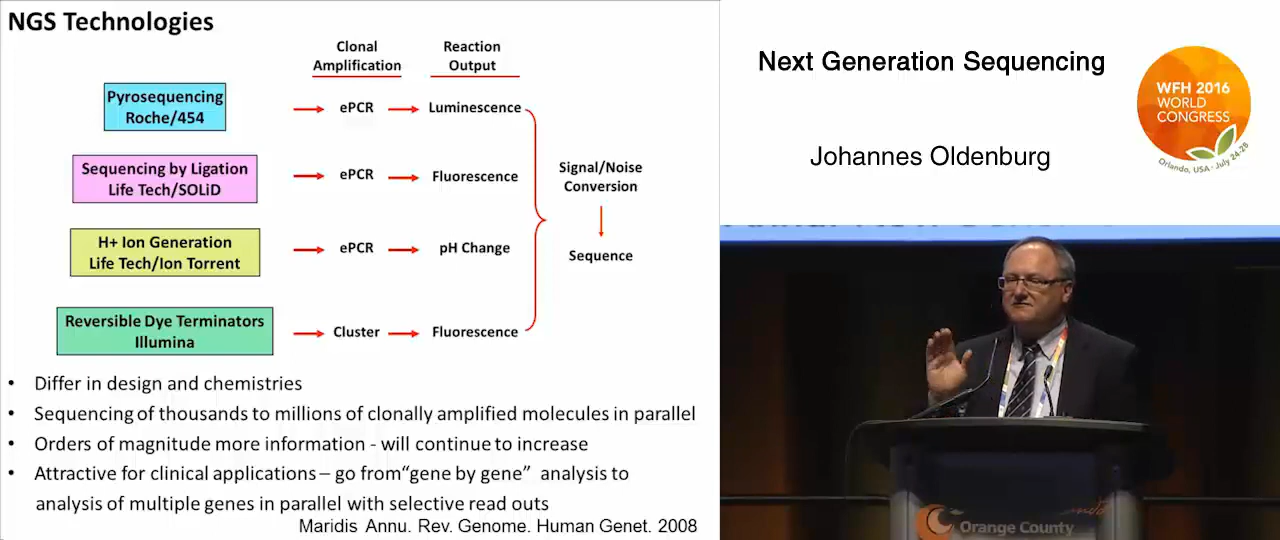 NGS Technologies
Clonal
Amplification
Reaction
Output
Pyrosequencing
Roche/454
ePCR
Luminescence
Sequencing by Ligation
Life Tech/SOLiD
ePCR
Fluorescence
H+ Ion Generation
Life Tech/Ion Torrent
ePCR
pH Change
Reversible Dye Terminators
Illumina
Cluster
Fluorescence
Signal/Noise
Conversion
Sequence
• Differ in design and chemistries
• Sequencing of thousands to millions of clonally amplified molecules in parallel
• Orders of magnitude more information - will continue to increase
• Attractive for clinical applications – go from“gene by gene” analysis to
analysis of multiple genes in parallel with selective read outs
Maridis Annu. Rev. Genome. Human Genet. 2008
Next Generation Sequencing
Johannes Oldenburg
WFH 2016
WORLD
CONGRESS
Orlando, USA · July 24-28
Orange County